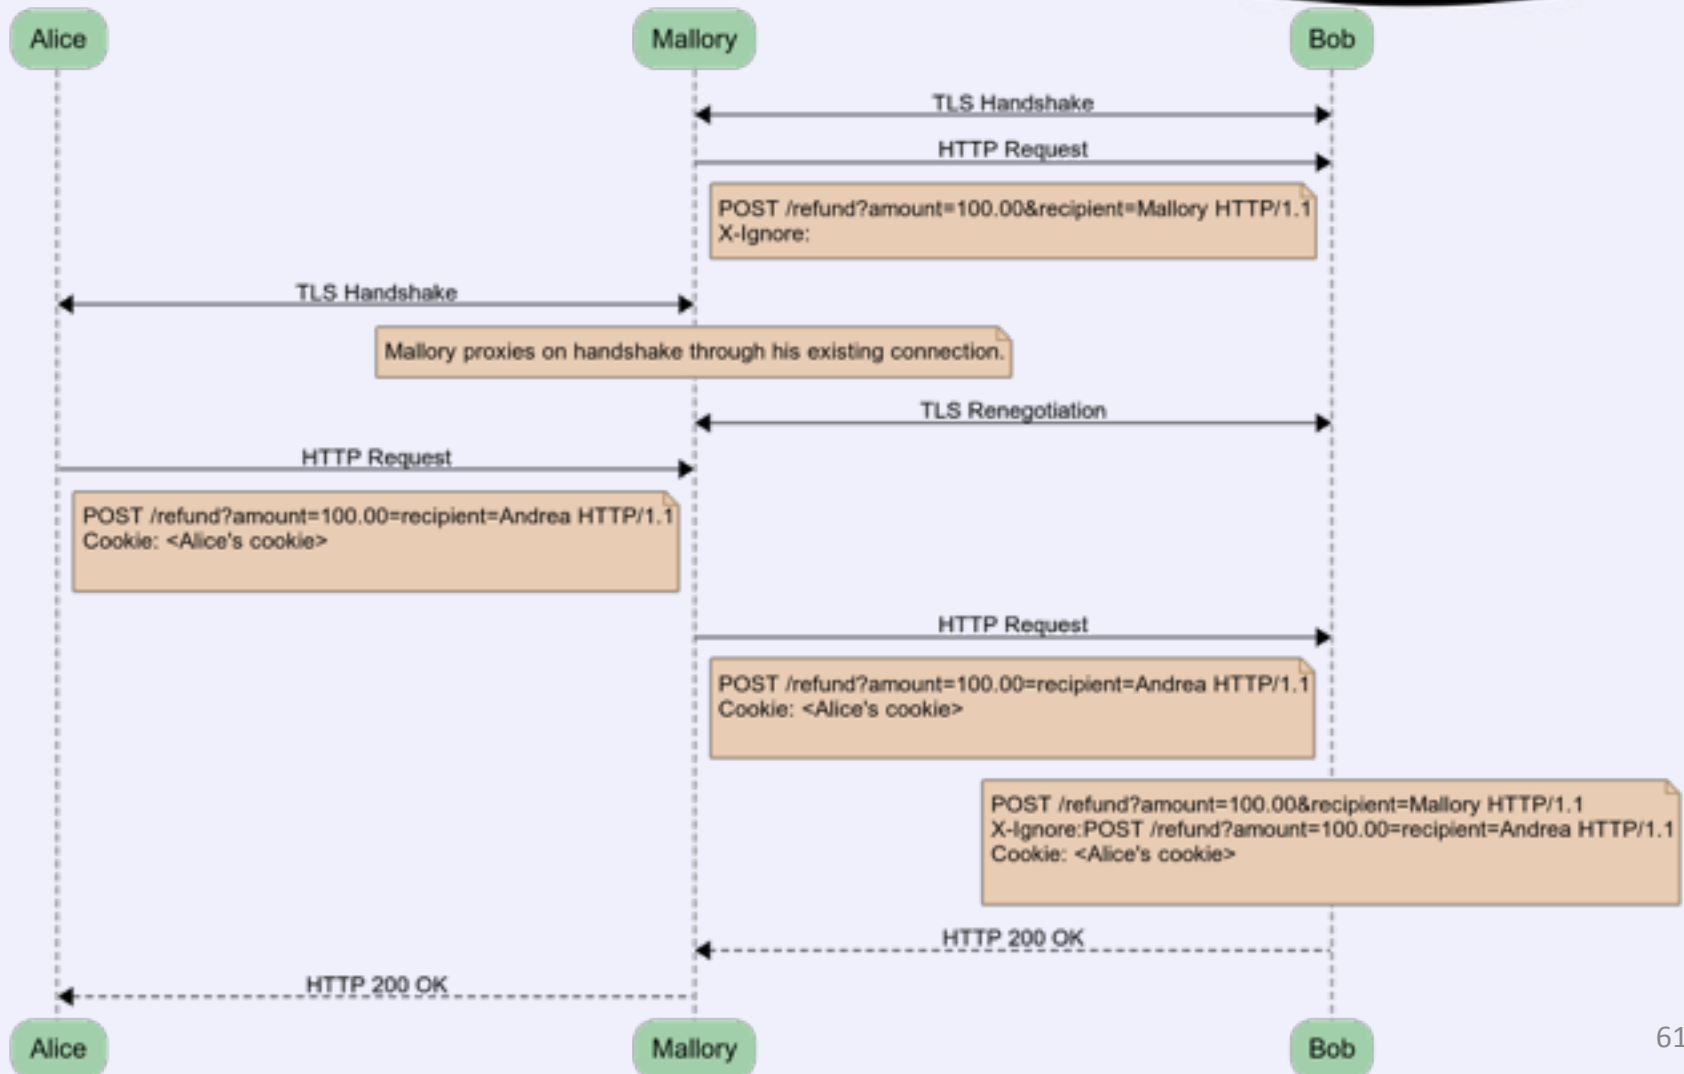 Alice
Mallory
Bob
TLS Handshake
HTTP Request
POST /refund?amount=100.00&recipient=Mallory HTTP/1.1
X-Ignore:
TLS Handshake
Mallory proxies on handshake through his existing connection.
TLS Renegotiation
HTTP Request
POST /refund?amount=100.00=recipient=Andrea HTTP/1.1
Cookie: <Alice's cookie>
HTTP Request
POST /refund?amount=100.00=recipient=Andrea HTTP/1.1
Cookie: <Alice's cookie>
POST /refund?amount=100.00&recipient=Mallory HTTP/1.1
X-Ignore:POST /refund?amount=100.00=recipient=Andrea HTTP/1.1
Cookie: <Alice's cookie>
HTTP 200 OK
HTTP 200 OK
Alice
Mallory
Bob
61